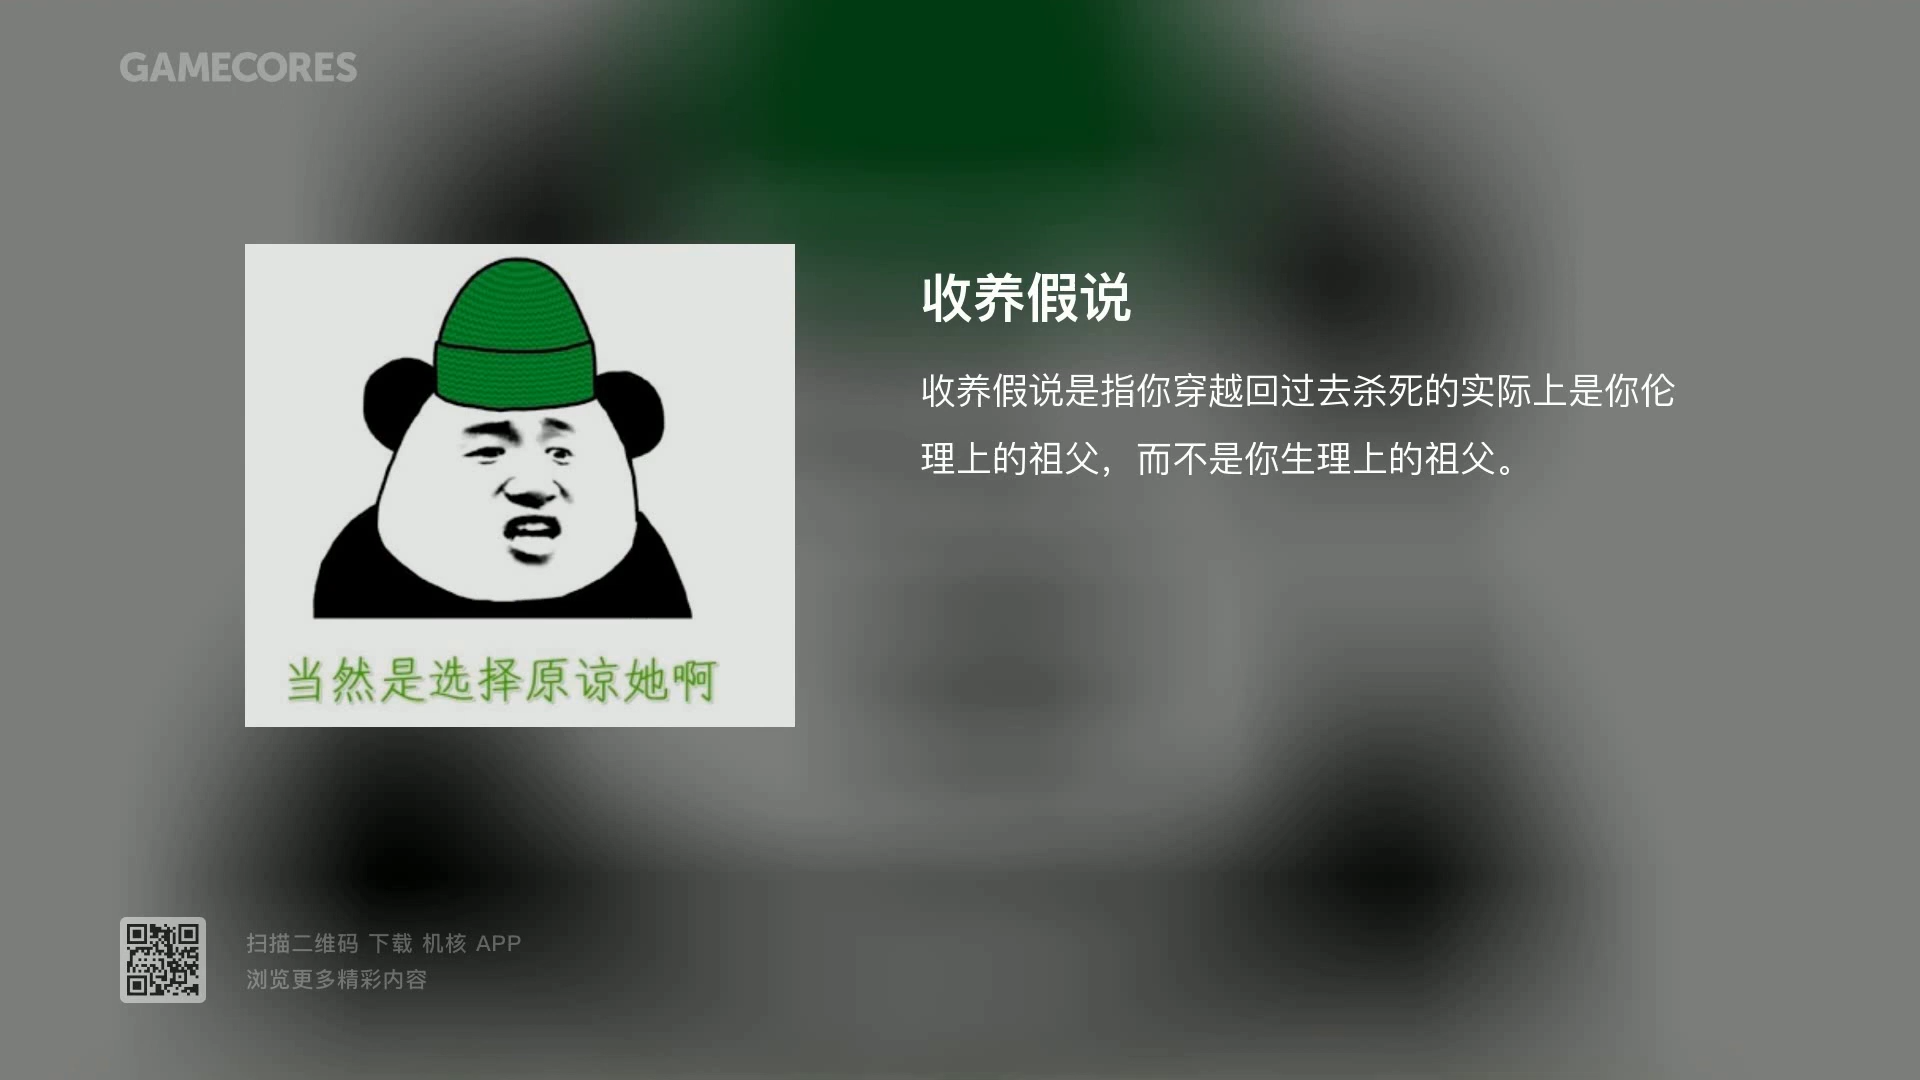 GAMECORES
收养假说
收养假说是指你穿越回过去杀死的实际上是你伦
理上的祖父，而不是你生理上的祖父。
当然是选择原谅她啊
扫描二维码 下载 机核 APP
浏览更多精彩内容